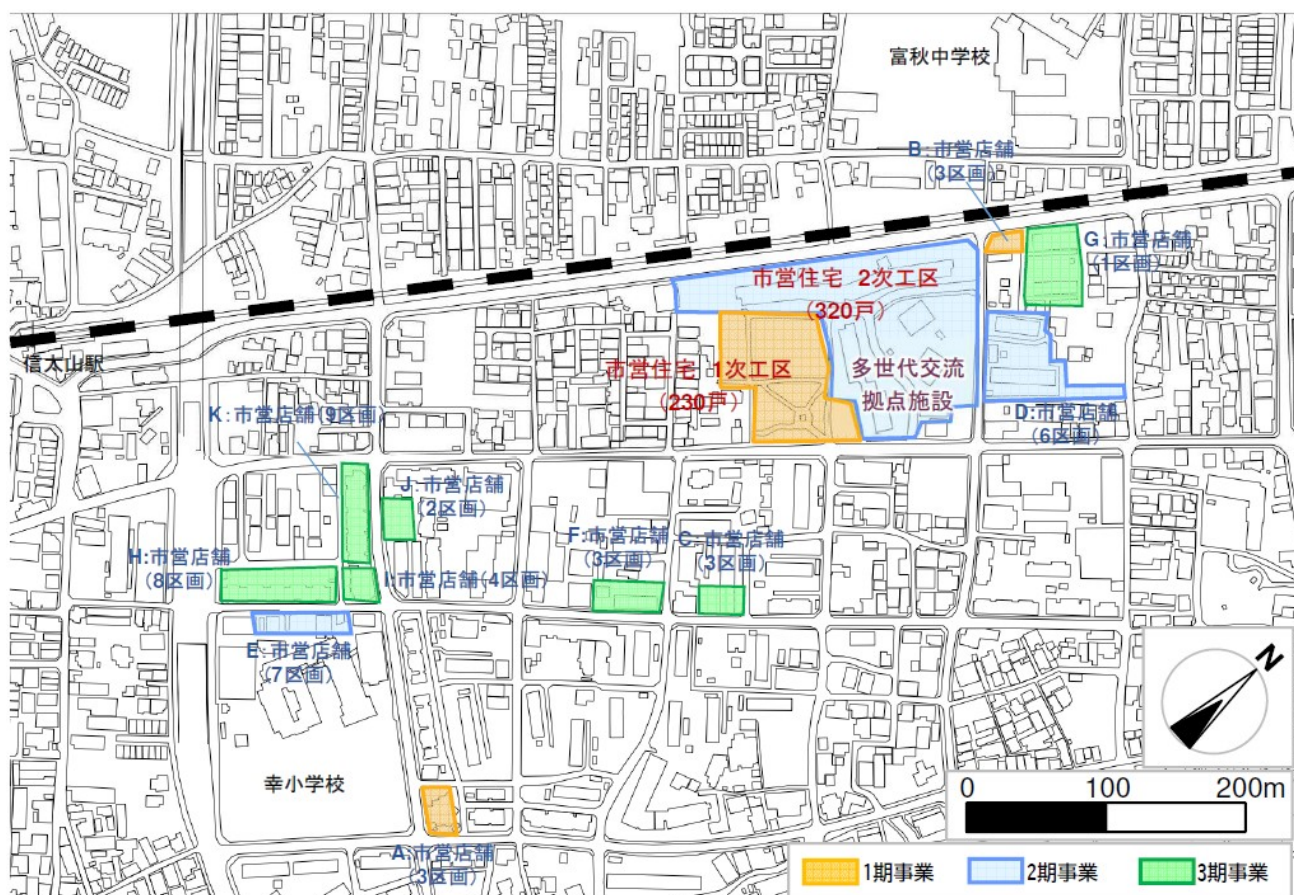 富秋中学校
B:市営店舗
(3区画)
G:市営店舗
(1区画)
市営住宅 2次工区
(320戸)
信太山駅
市営住宅 1次工区
(230戸)
多世代交流
拠点施設
K:市営店舗(9区画)
D:市営店舗
(6区画)
J:市営店舗
(2区画)
H:市営店舗
(8区画)
I:市営店舗(4区画)
F:市営店舗
(3区画)
C:市営店舗
(3区画)
E:市営店舗
(7区画)
N
幸小学校
0 100 200m
A:市営店舗
(3区画)
1期事業 2期事業 3期事業